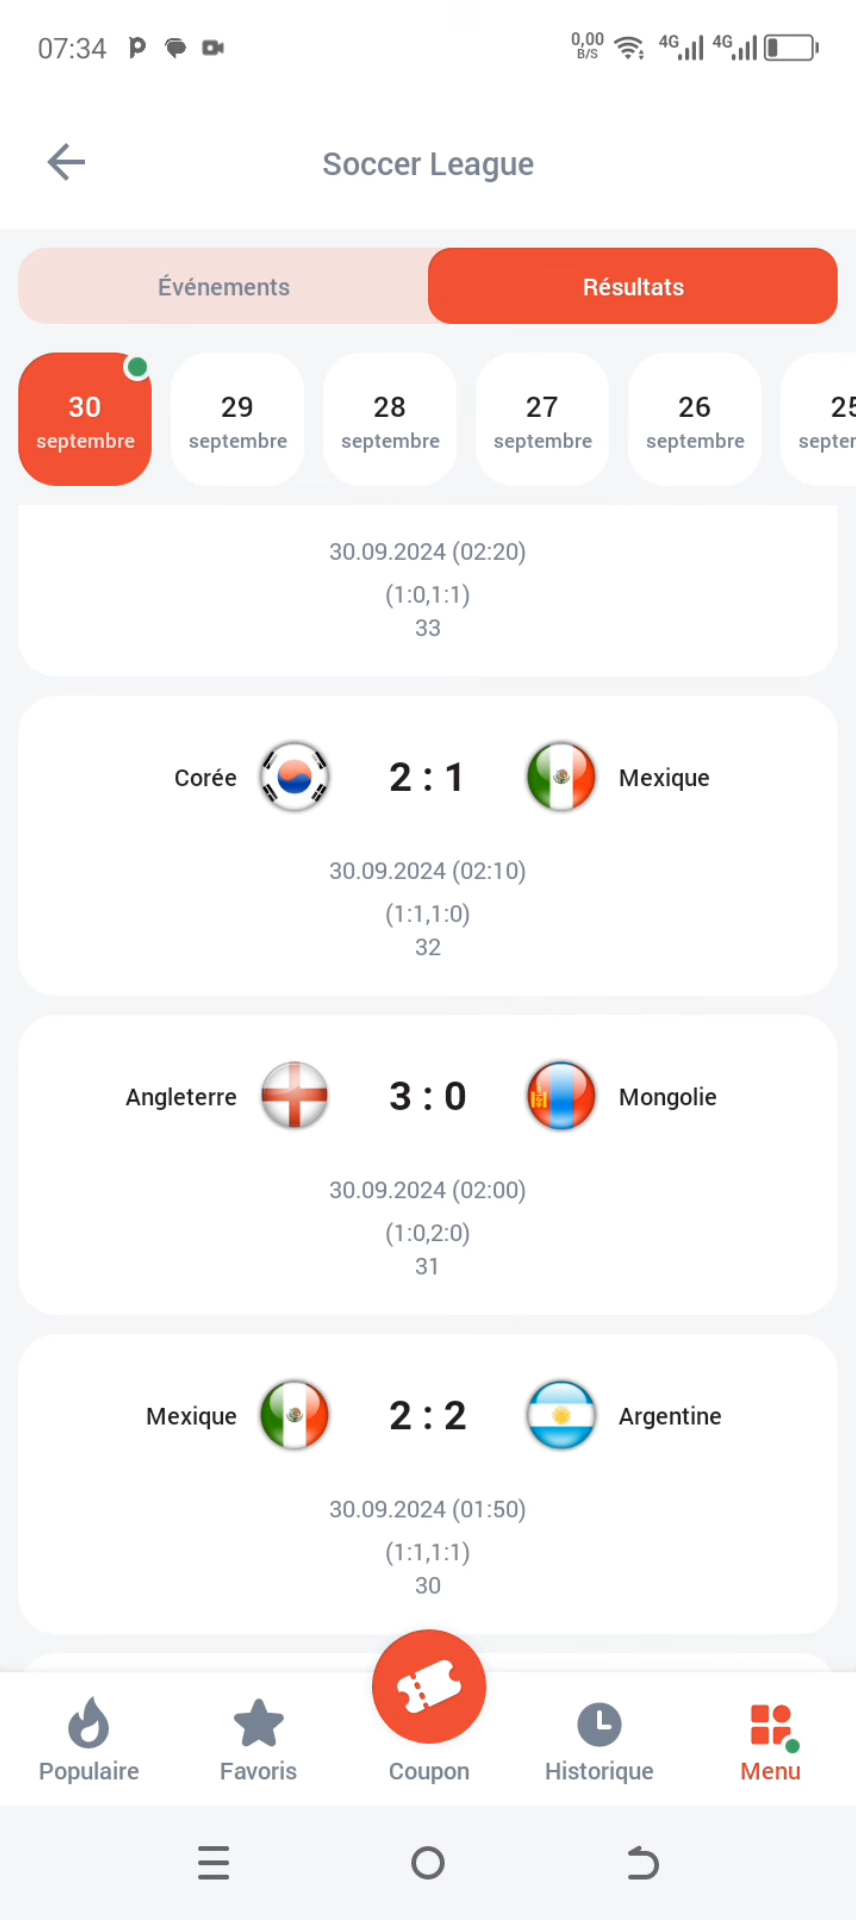 07:34
0,00
B/S
4G
4G
Soccer League
Événements
Résultats
30
septembre
29
septembre
28
septembre
27
septembre
26
septembre
25
30.09.2024 (02:20)
(1:0,1:1)
33
Corée 2 : 1 Mexique
30.09.2024 (02:10)
(1:1,1:0)
32
Angleterre 3 : 0 Mongolie
30.09.2024 (02:00)
(1:0,2:0)
31
Mexique 2 : 2 Argentine
30.09.2024 (01:50)
(1:1,1:1)
30
Populaire
Favoris
Coupon
Historique
Menu